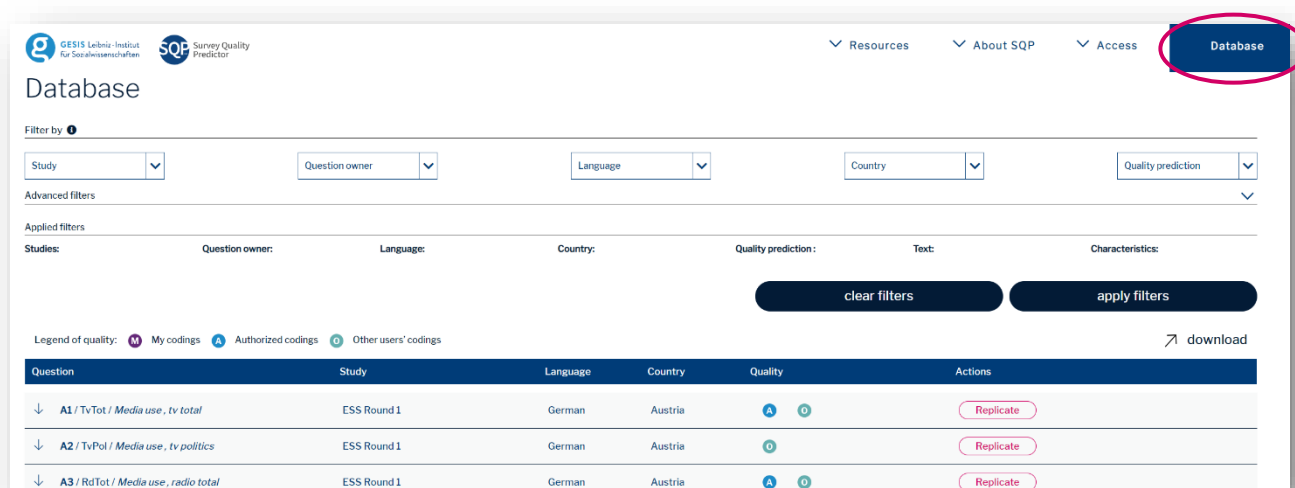 GESIS Leibniz-Institut
für Sozialwissenschaften
SQP Survey Quality
Predictor
Resources About SQP Access Database
Database
Filter by
Study Question owner Language Country Quality prediction
Advanced filters
Applied filters
Studies: Question owner: Language: Country: Quality prediction : Text: Characteristics:
clear filters apply filters
Legend of quality: M My codings A Authorized codings O Other users' codings download
Question Study Language Country Quality Actions
A1 / TvTot / Media use , tv total ESS Round 1 German Austria A O Replicate
A2 / TvPol / Media use , tv politics ESS Round 1 German Austria O Replicate
A3 / RdTot / Media use , radio total ESS Round 1 German Austria A O Replicate